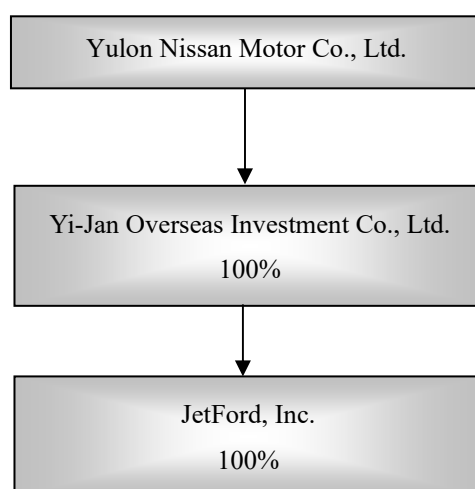 Yulon Nissan Motor Co., Ltd.
Yi-Jan Overseas Investment Co., Ltd.
100%
JetFord, Inc.
100%